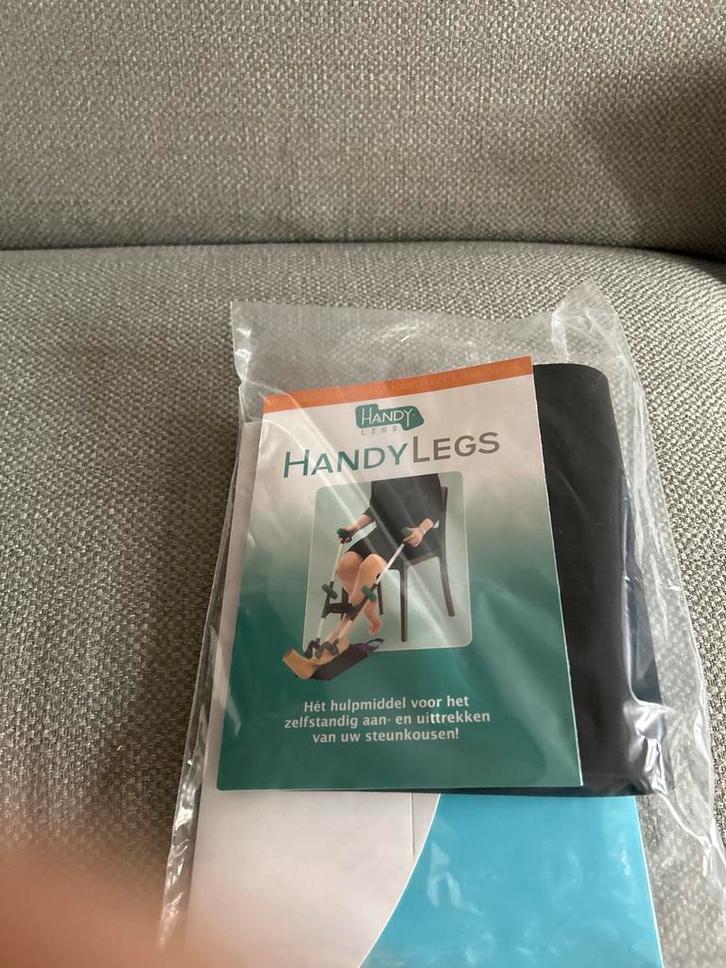 HANDY
LEGS
HANDYLEGS
Hét hulpmiddel voor het
zelfstandig aan- en uittrekken
van uw steunkousen!